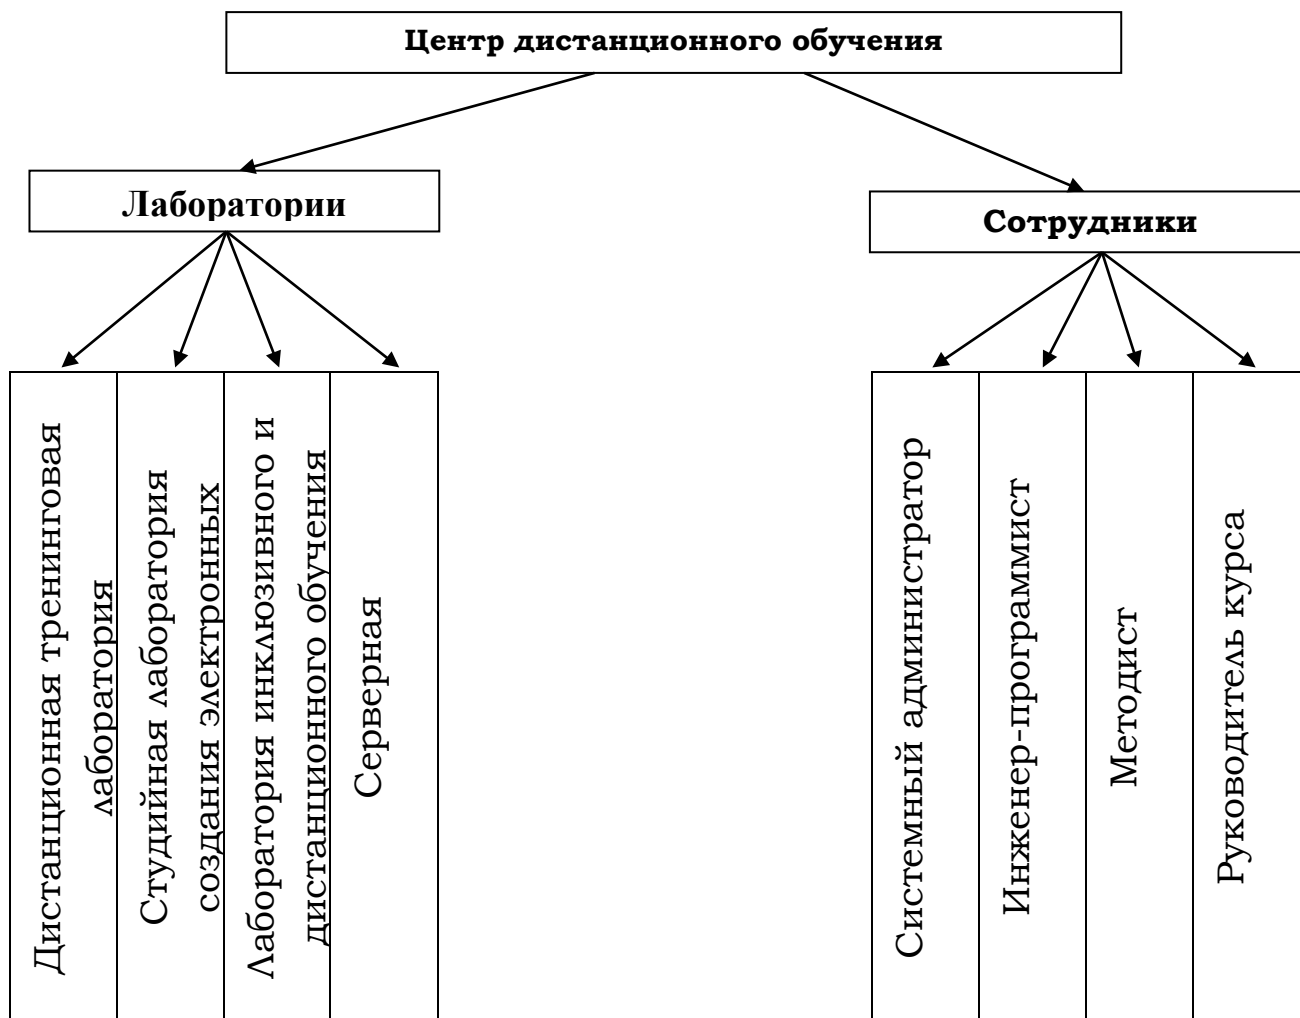 Центр дистанционного обучения
Лаборатории
Сотрудники
Дистанционная тренинговая
лаборатория
Студийная лаборатория
создания электронных
Лаборатория инклюзивного и
дистанционного обучения
Серверная
Системный администратор
Инженер-программист
Методист
Руководитель курса